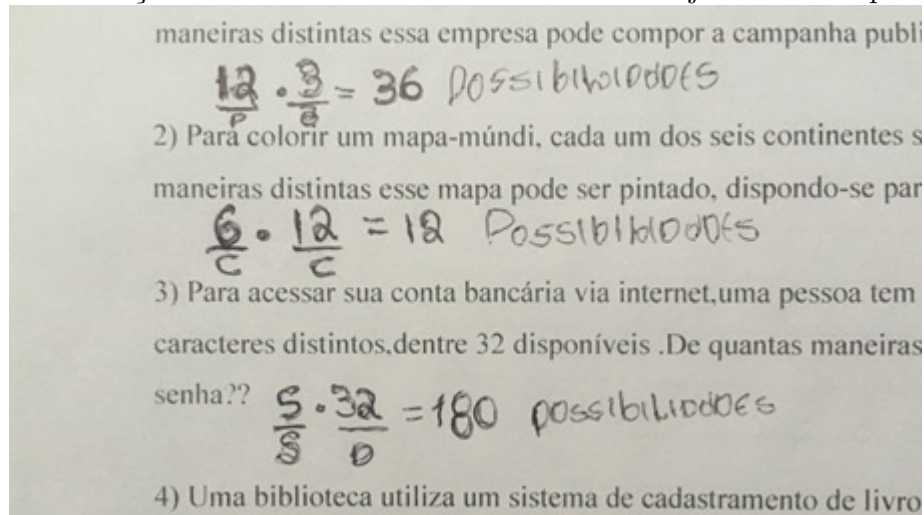 maneiras distintas essa empresa pode compor a campanha publi
12 . 3 = 36 POSSIBILIDADES
P
2) Para colorir um mapa-múndi, cada um dos seis continentes s
maneiras distintas esse mapa pode ser pintado, dispondo-se par
6 . 12 = 12 POSSIBILIDADES
C C
3) Para acessar sua conta bancária via internet,uma pessoa tem
caracteres distintos,dentre 32 disponíveis .De quantas maneiras
senha??
5 . 32 = 180 POSSIBILIDADES
S D
4) Uma biblioteca utiliza um sistema de cadastramento de livro